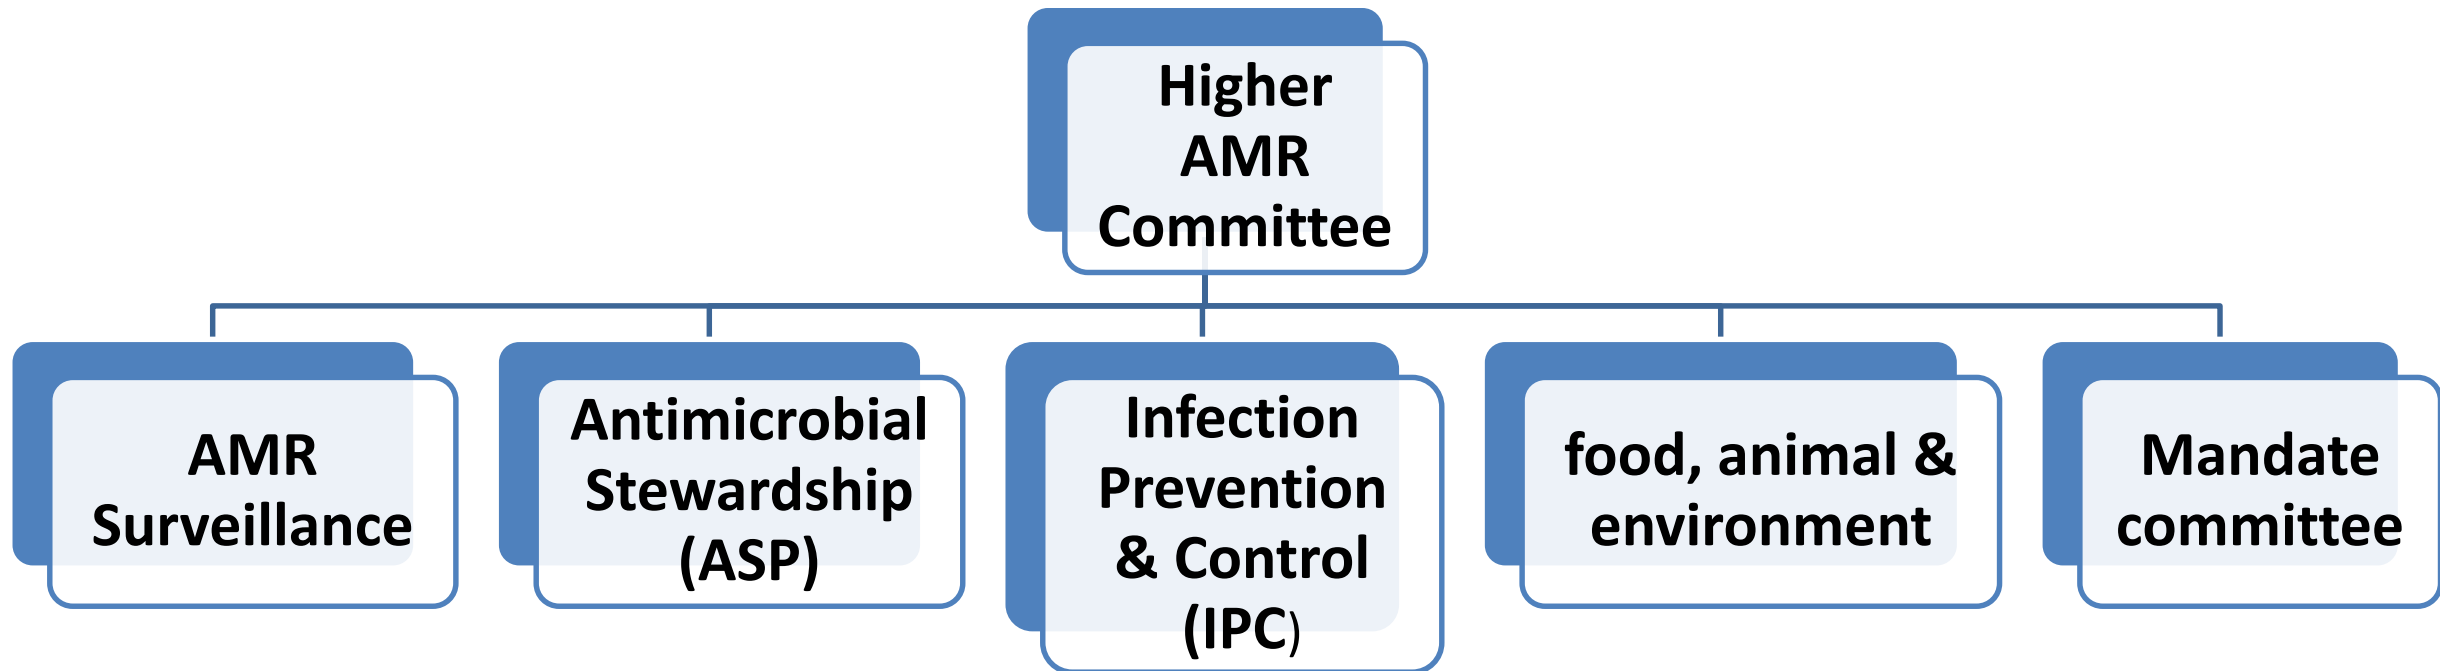 Higher
AMR
Committee
AMR
Surveillance
Antimicrobial
Stewardship
(ASP)
Infection
Prevention
& Control
(IPC)
food, animal &
environment
Mandate
committee